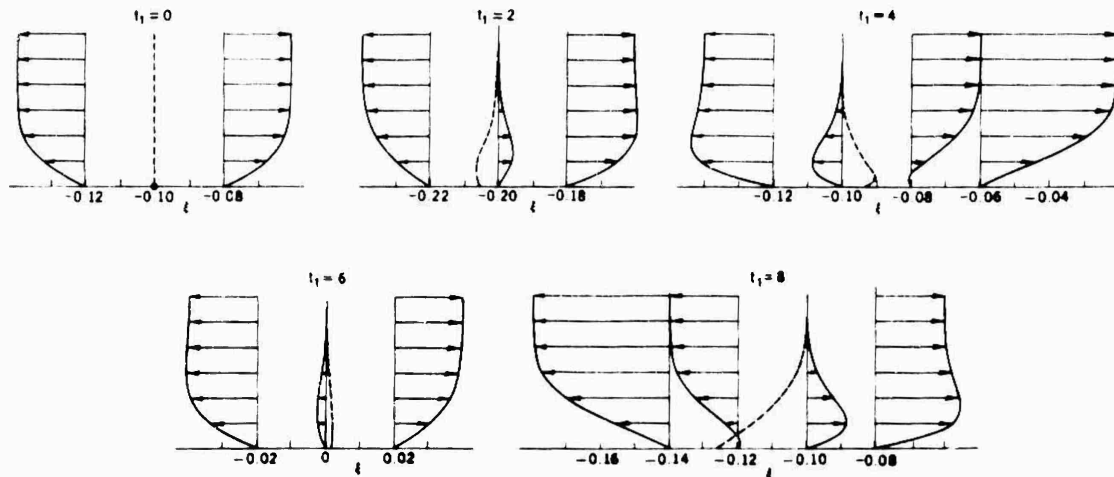 t₁ = 0
t₁ = 2
t₁ = 4
-0.12 -0.10 -0.08
ξ
-0.22 -0.20 -0.18
ξ
-0.12 -0.10 -0.08 -0.06 -0.04
ξ
t₁ = 6
t₁ = 8
-0.02 0 0.02
ξ
-0.16 -0.14 -0.12 -0.10 -0.08
ξ